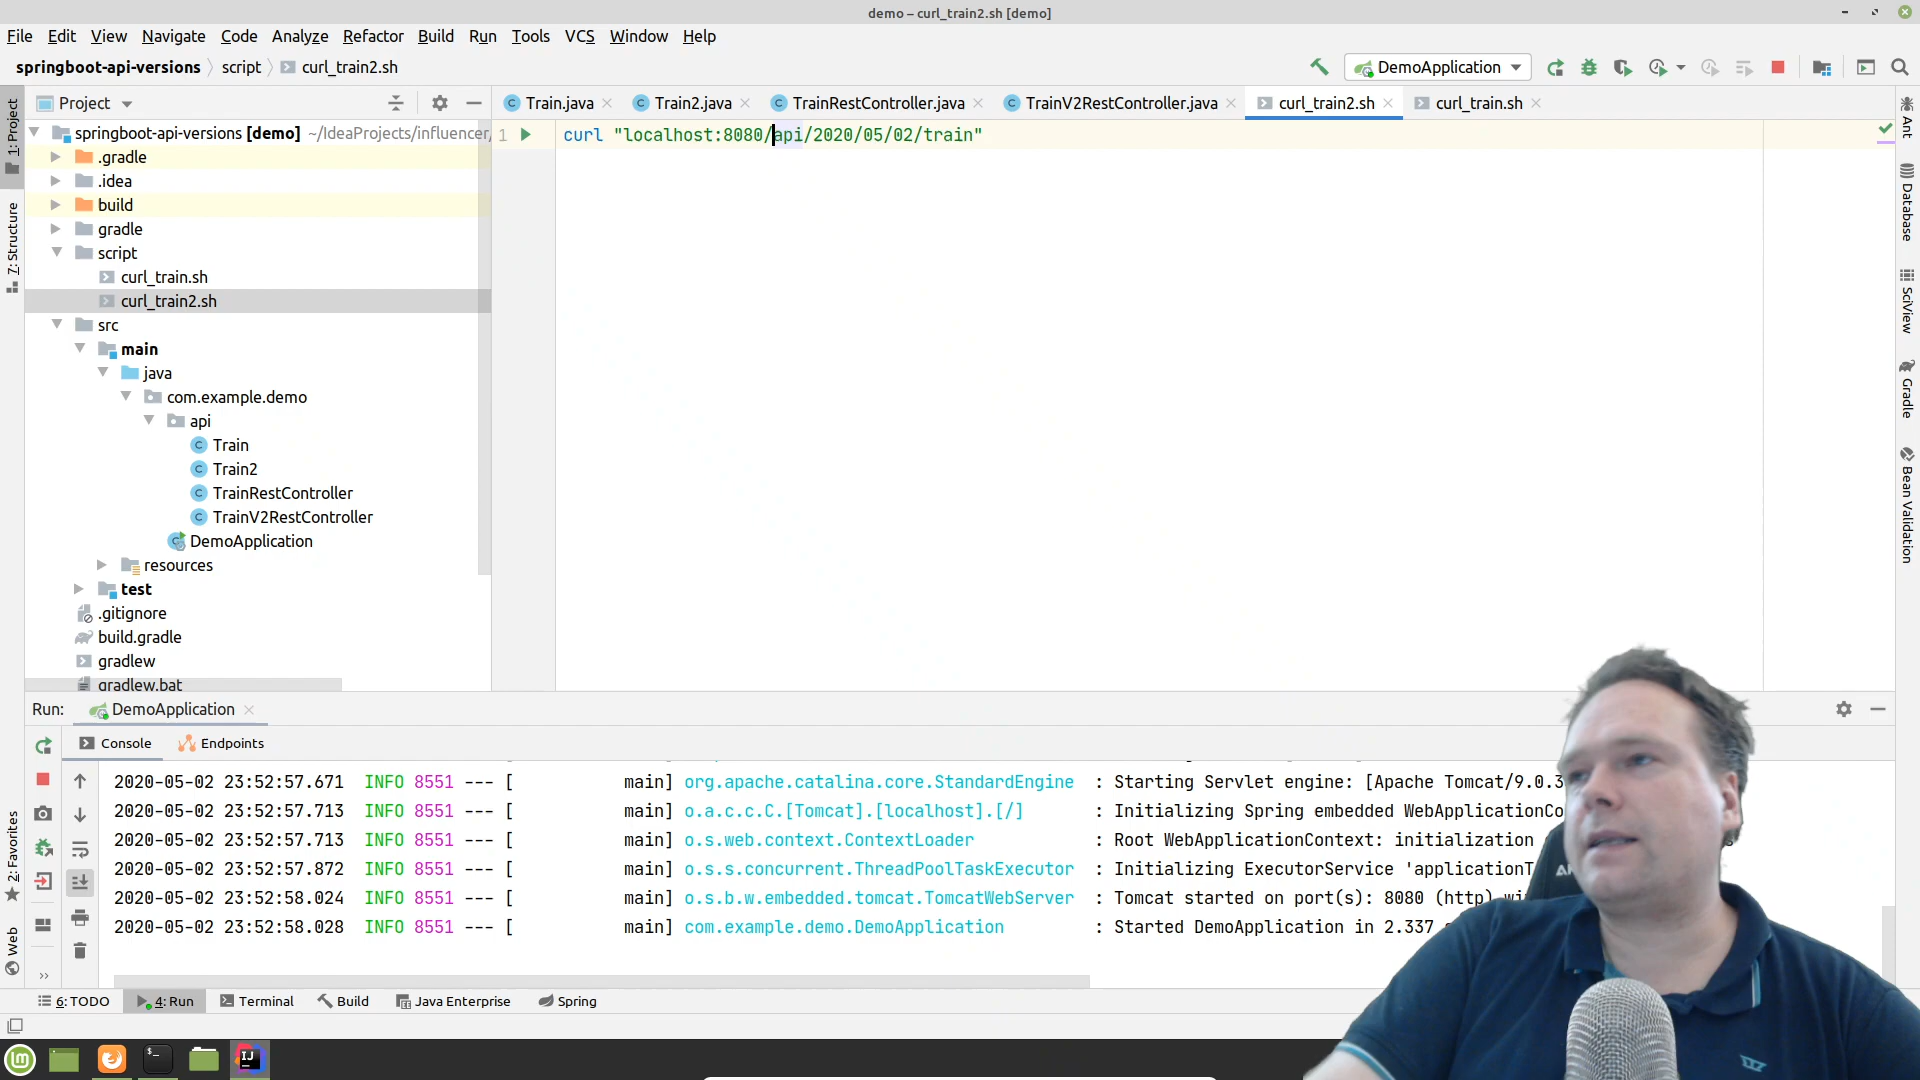 demo – curl_train2.sh [demo]
File Edit View Navigate Code Analyze Refactor Build Run Tools VCS Window Help
springboot-api-versions script curl_train2.sh
DemoApplication
Project
Train.java Train2.java TrainRestController.java TrainV2RestController.java curl_train2.sh curl_train.sh
1: Project
7: Structure
2: Favorites
Web
springboot-api-versions [demo] ~/IdeaProjects/influencer/
.gradle
.idea
build
gradle
script
curl_train.sh
curl_train2.sh
src
main
java
com.example.demo
api
Train
Train2
TrainRestController
TrainV2RestController
DemoApplication
resources
test
.gitignore
build.gradle
gradlew
gradlew.bat
1 curl "localhost:8080/api/2020/05/02/train"
Ant
Database
SciView
Gradle
Bean Validation
Run: DemoApplication
Console Endpoints
2020-05-02 23:52:57.671 INFO 8551 --- [ main] org.apache.catalina.core.StandardEngine : Starting Servlet engine: [Apache Tomcat/9.0.3
2020-05-02 23:52:57.713 INFO 8551 --- [ main] o.a.c.c.C.[Tomcat].[localhost].[/] : Initializing Spring embedded WebApplicationCo
2020-05-02 23:52:57.713 INFO 8551 --- [ main] o.s.web.context.ContextLoader : Root WebApplicationContext: initialization
2020-05-02 23:52:57.872 INFO 8551 --- [ main] o.s.s.concurrent.ThreadPoolTaskExecutor : Initializing ExecutorService 'applicationT
2020-05-02 23:52:58.024 INFO 8551 --- [ main] o.s.b.w.embedded.tomcat.TomcatWebServer : Tomcat started on port(s): 8080 (http) wi
2020-05-02 23:52:58.028 INFO 8551 --- [ main] com.example.demo.DemoApplication : Started DemoApplication in 2.337
6: TODO 4: Run Terminal Build Java Enterprise Spring